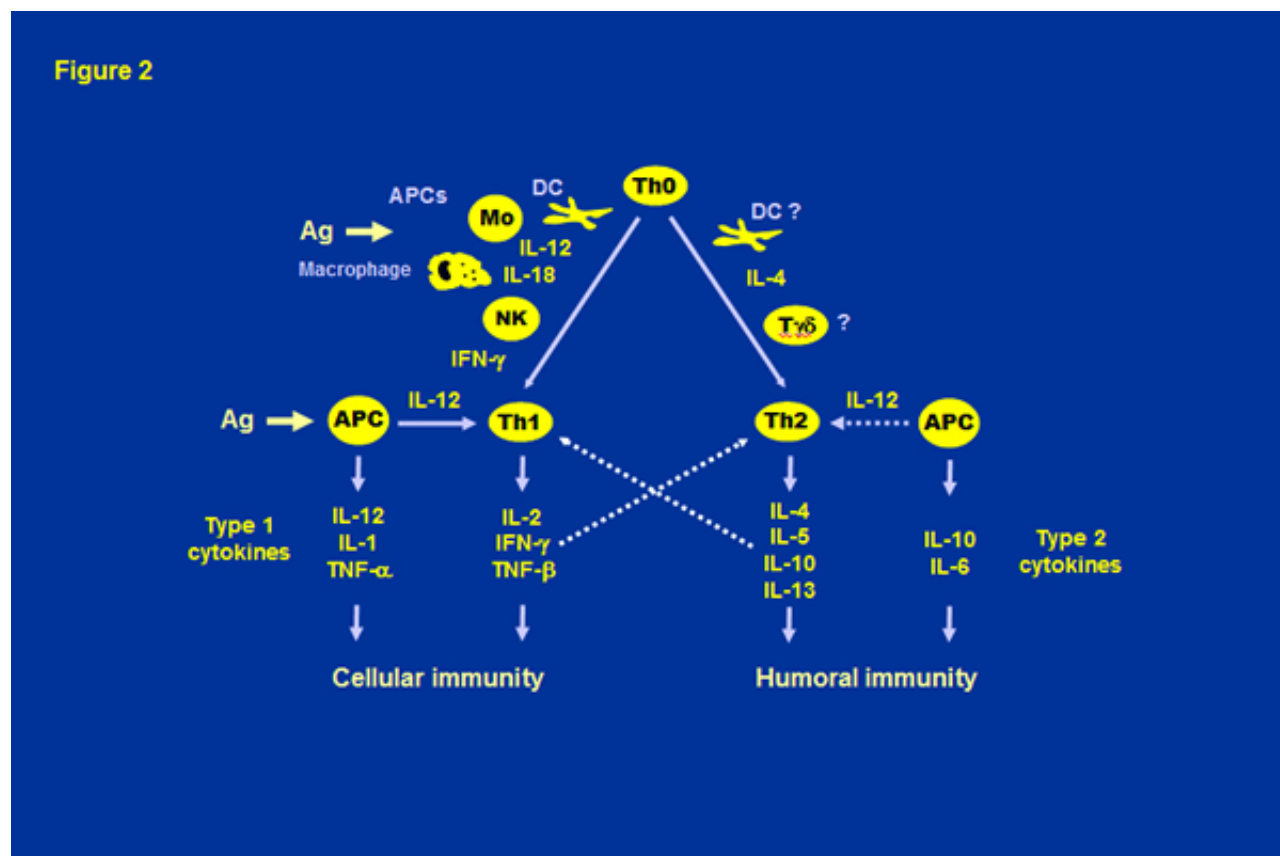 Figure 2
Th0
DC
DC ?
APCs
Mo
Ag
IL-12
Macrophage
IL-18
IL-4
NK
Tγδ ?
IFN-γ
IL-12
IL-12
Ag
APC
Th1
Th2
APC
Type 1
cytokines
IL-12
IL-1
TNF-α
IL-2
IFN-γ
TNF-β
IL-4
IL-5
IL-10
IL-13
IL-10
IL-6
Type 2
cytokines
Cellular immunity
Humoral immunity